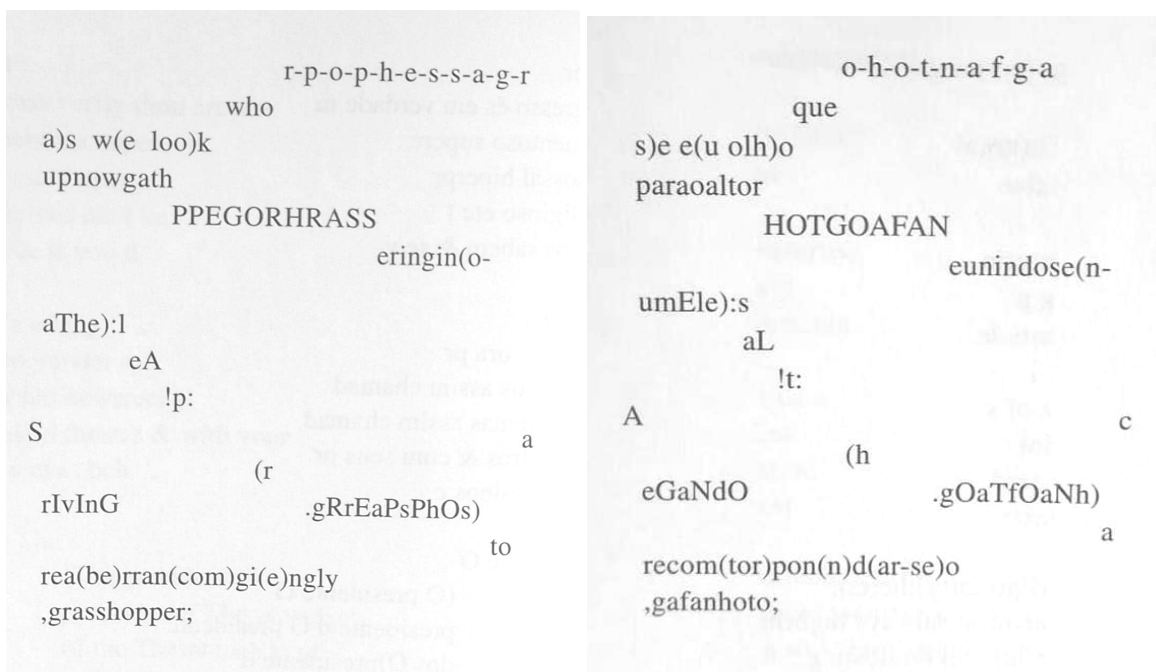 r-p-o-p-h-e-s-s-a-g-r
who
a)s w(e loo)k
upnowgath
PPEGORHRASS
eringin(o-
aThe):l
eA
!p:
S a
(r
rIvInG .gRrEaPsPhOs)
to
rea(be)rran(com)gi(e)ngly
,grasshopper;
o-h-o-t-n-a-f-g-a
que
s)e e(u olh)o
paraoaltor
HOTGOAFAN
eunindose(n-
umEle):s
aL
!t:
A c
(h
eGaNdO .gOaTfOaNh)
a
recom(tor)pon(n)d(ar-se)o
,gafanhoto;